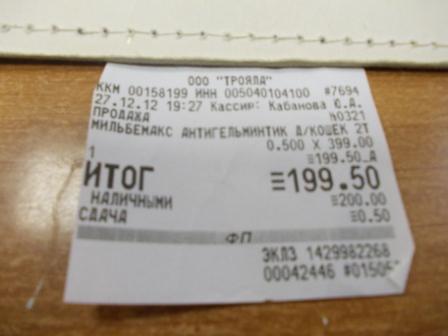 ООО "ТРОЯЛА"
ККМ 00158199 ИНН 005040104100 #7694
27.12.12 19:27 Кассир: Кабанова Ю.А.
ПРОДАЖА №0321
МИЛЬБЕМАКС АНТИГЕЛЬМИНТИК Д/КОШЕК 2Т
0.500 X 399.00
1 ≡199.50_А
ИТОГ ≡199.50
НАЛИЧНЫМИ ≡200.00
СДАЧА ≡0.50
ФП
ЭКЛЗ 1429982268
00042446